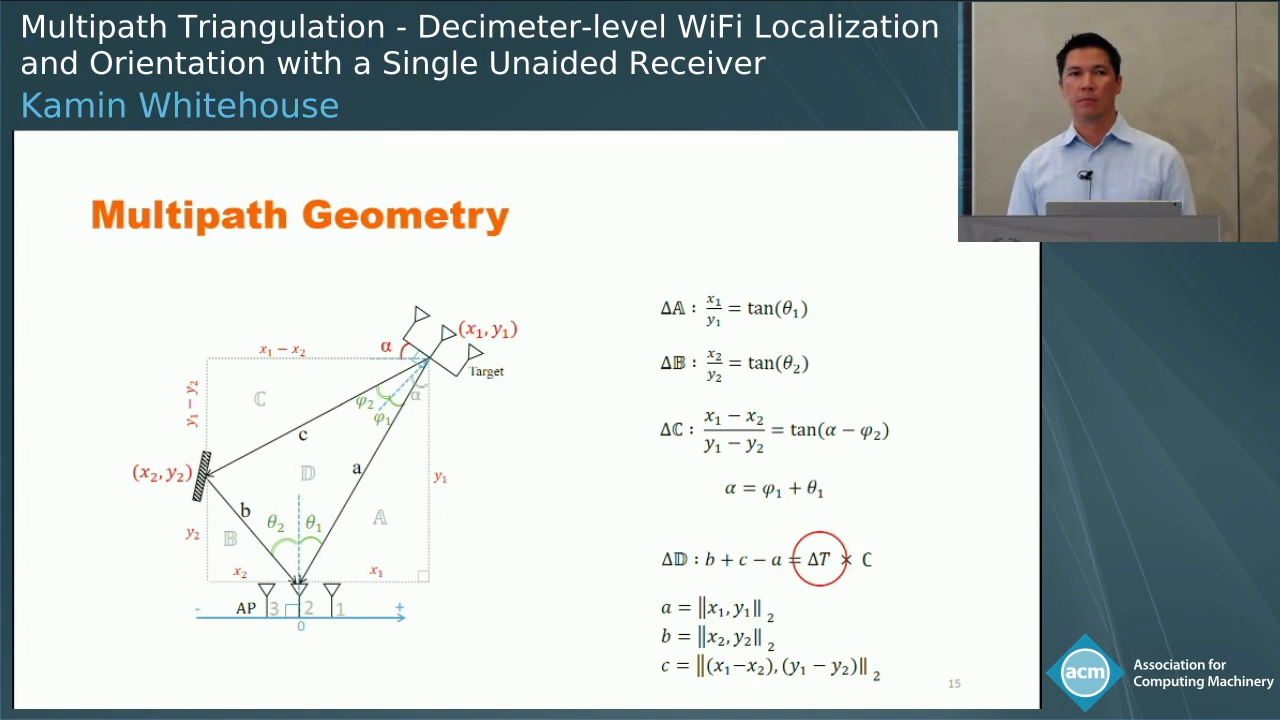 Multipath Triangulation - Decimeter-level WiFi Localization
and Orientation with a Single Unaided Receiver
Kamin Whitehouse
Multipath Geometry
(x₁, y₁)
x₁ − x₂
α
Target
y₁ − y₂
ℂ
φ₂
φ₁
α
c
(x₂, y₂)
𝔻
a
y₁
b
θ₂
θ₁
𝔸
y₂
𝔹
x₂
x₁
AP
3
2
1
-
+
0
Δ𝔸 : x₁/y₁ = tan(θ₁)
Δ𝔹 : x₂/y₂ = tan(θ₂)
Δℂ : x₁ − x₂/y₁ − y₂ = tan(α − φ₂)
α = φ₁ + θ₁
Δ𝔻 : b + c − a = ΔT × C
a = ‖x₁, y₁‖ ₂
b = ‖x₂, y₂‖ ₂
c = ‖(x₁−x₂), (y₁ − y₂)‖ ₂
15
acm
Association for
Computing Machinery